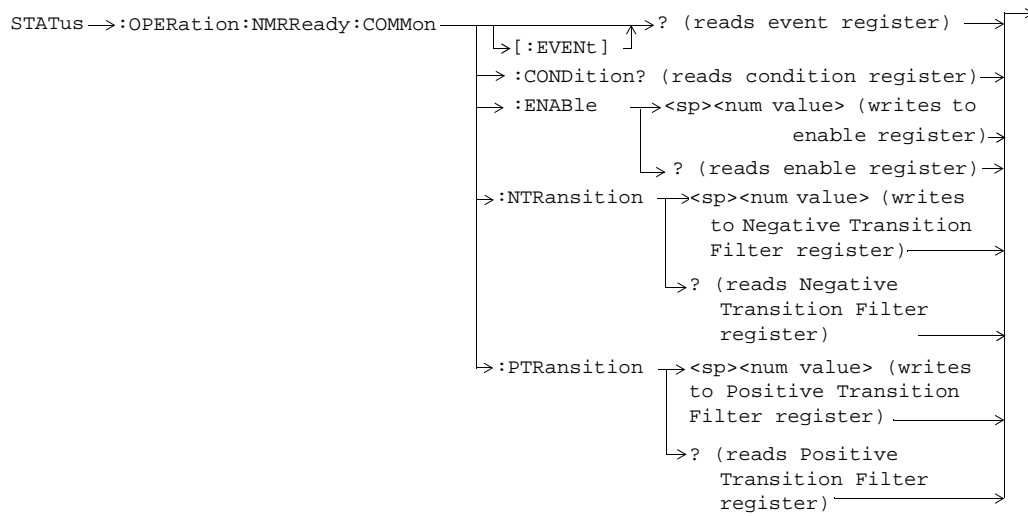 STATus :OPERation:NMRReady:COMMon ? (reads event register)
[:EVENt]
:CONDition? (reads condition register)
:ENABle <sp><num value> (writes to
enable register)
? (reads enable register)
:NTRansition <sp><num value> (writes
to Negative Transition
Filter register)
? (reads Negative
Transition Filter
register)
:PTRansition <sp><num value> (writes
to Positive Transition
Filter register)
? (reads Positive
Transition Filter
register)